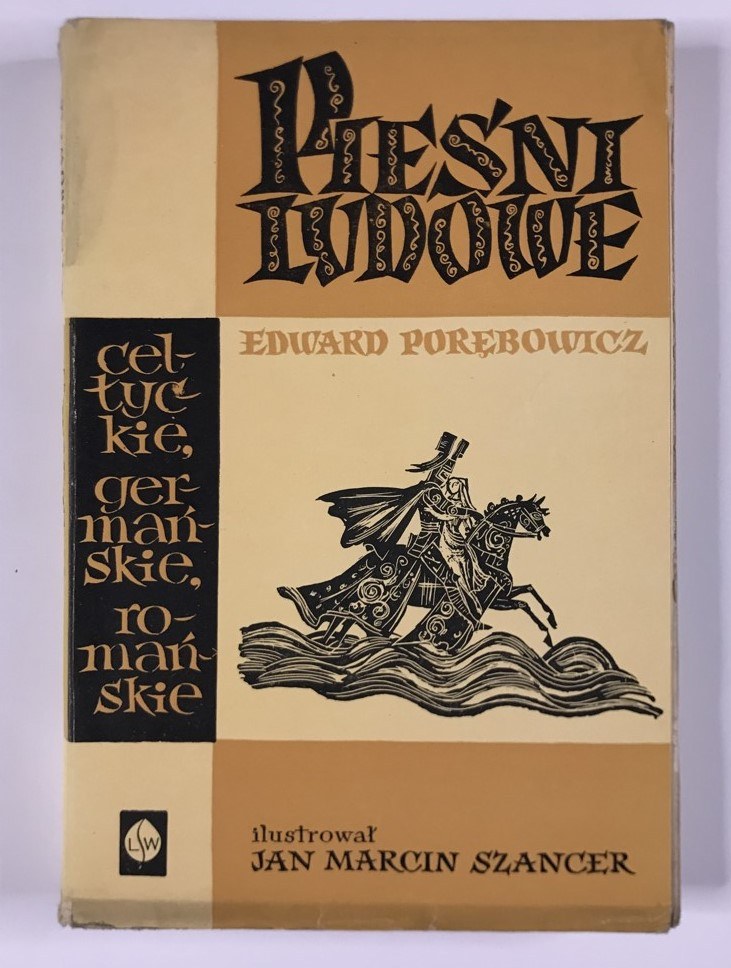 PIEŚNI
LUDOWE
EDWARD PORĘBOWICZ
cel-
tyc-
kie,
ger-
mań-
skie,
ro-
mań-
skie
LSW
ilustrował
JAN MARCIN SZANCER